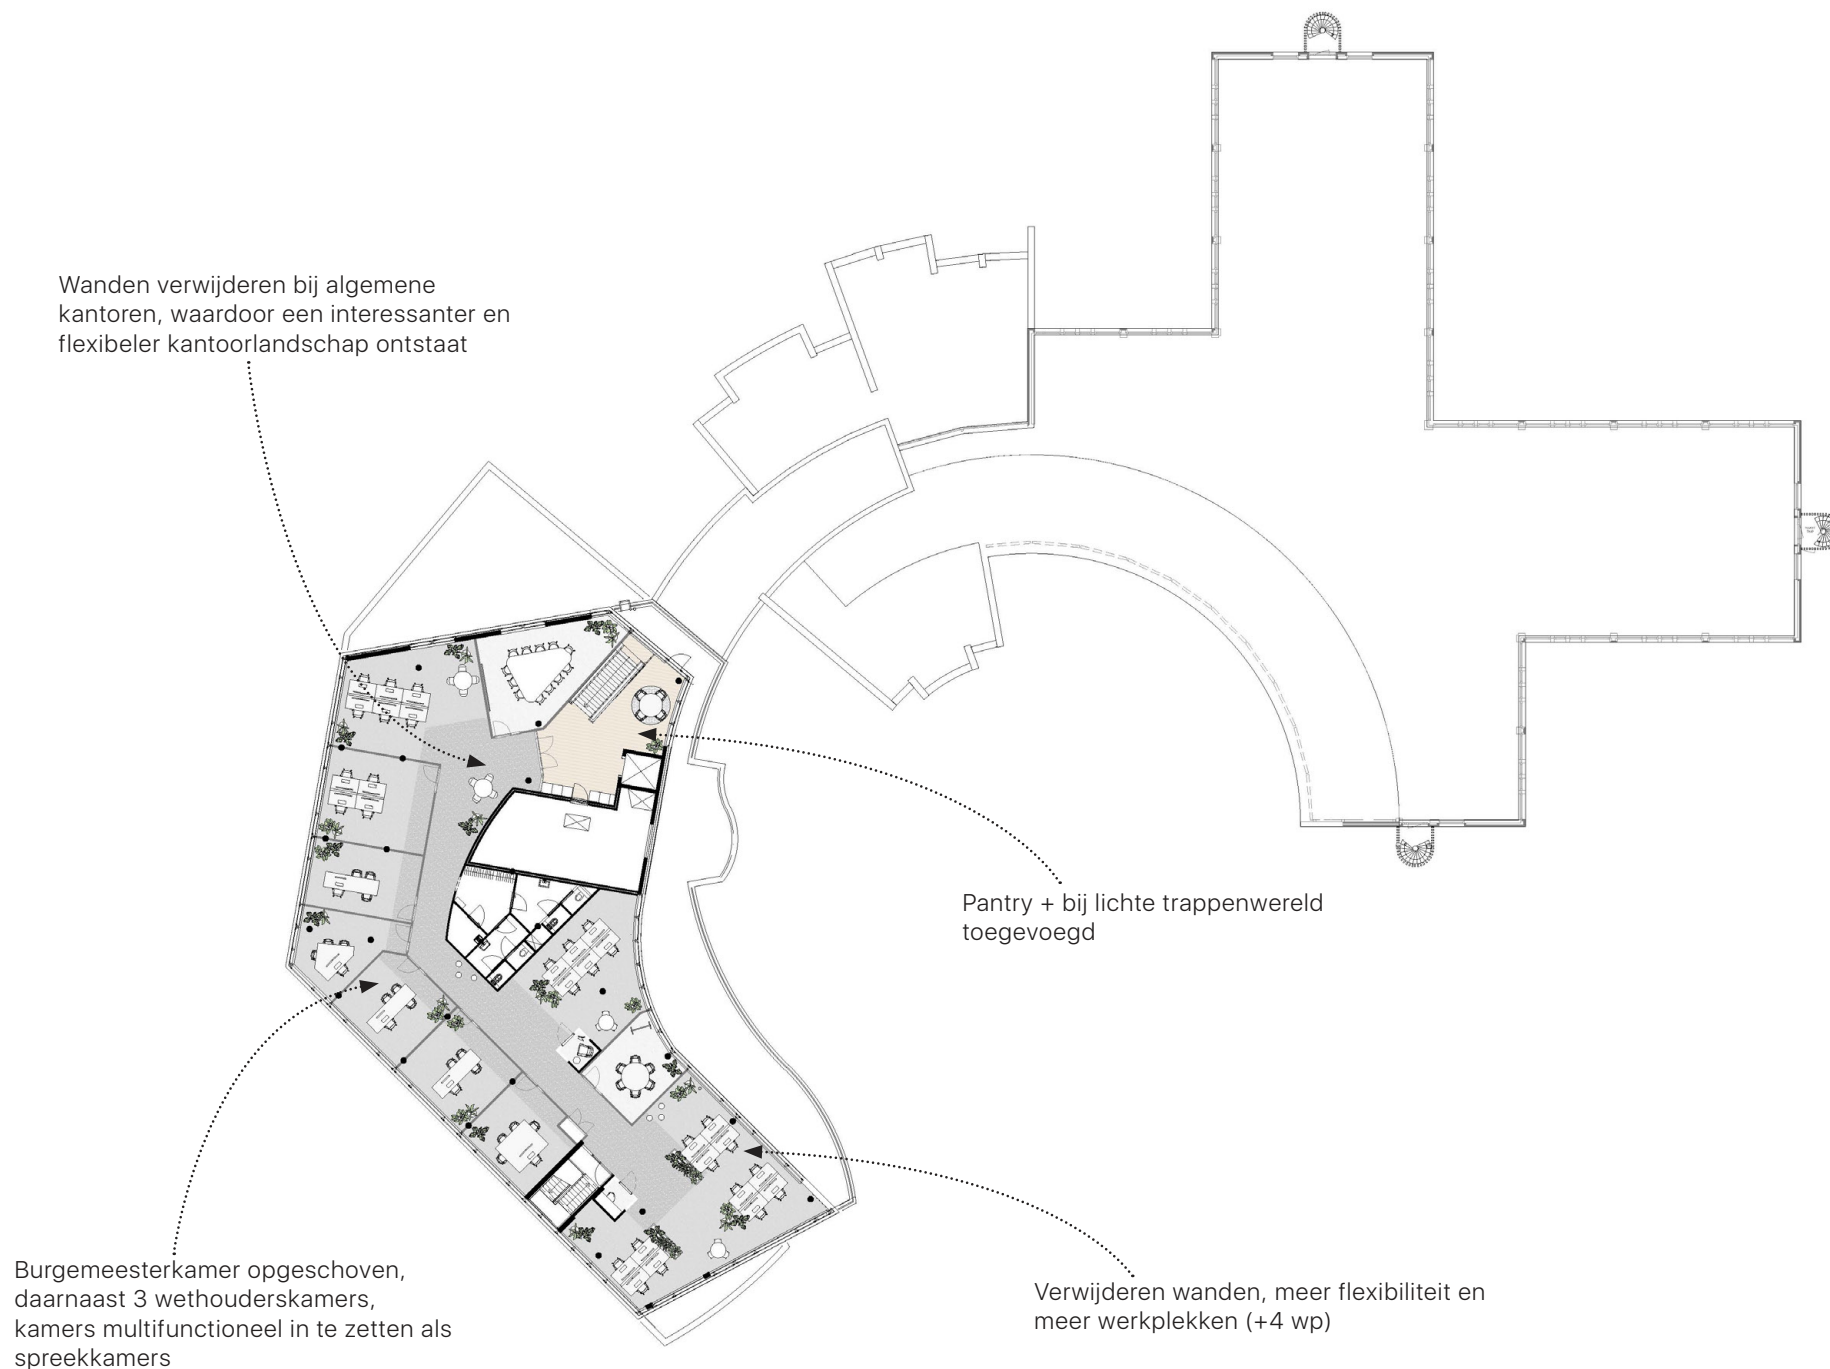 Wanden verwijderen bij algemene
kantoren, waardoor een interessanter en
flexibeler kantoorlandschap ontstaat
Pantry + bij lichte trappenwereld
toegevoegd
Burgemeesterkamer opgeschoven,
daarnaast 3 wethouderskamers,
kamers multifunctioneel in te zetten als
spreekkamers
Verwijderen wanden, meer flexibiliteit en
meer werkplekken (+4 wp)